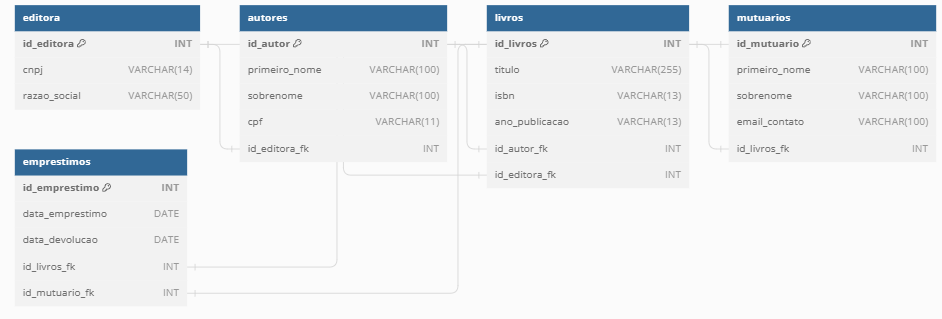 editora
id_editora INT
cnpj VARCHAR(14)
razao_social VARCHAR(50)
autores
id_autor INT
primeiro_nome VARCHAR(100)
sobrenome VARCHAR(100)
cpf VARCHAR(11)
id_editora_fk INT
livros
id_livros INT
titulo VARCHAR(255)
isbn VARCHAR(13)
ano_publicacao VARCHAR(13)
id_autor_fk INT
id_editora_fk INT
mutuarios
id_mutuario INT
primeiro_nome VARCHAR(100)
sobrenome VARCHAR(100)
email_contato VARCHAR(100)
id_livros_fk INT
emprestimos
id_emprestimo INT
data_emprestimo DATE
data_devolucao DATE
id_livros_fk INT
id_mutuario_fk INT